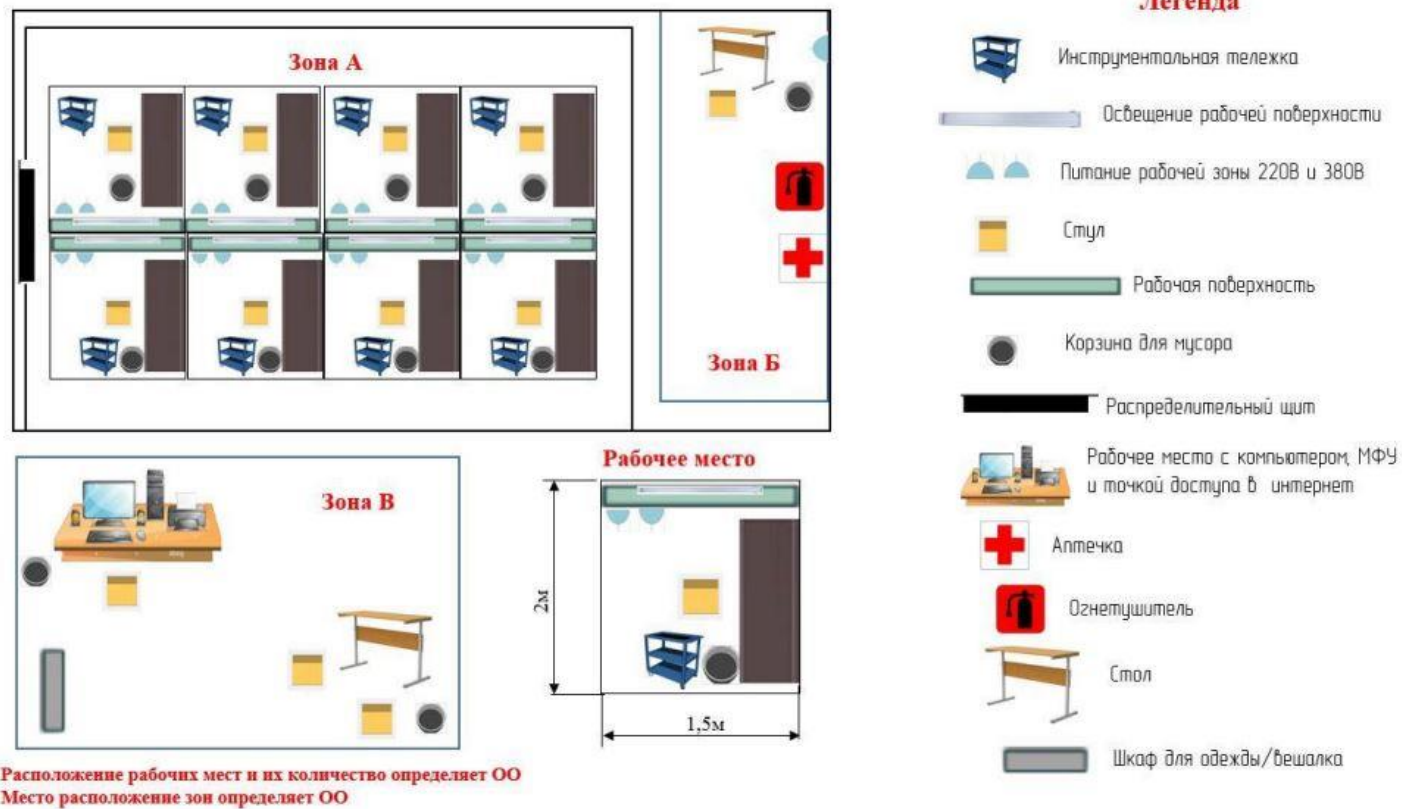 Легенда
Зона А
Инструментальная тележка
Освещение рабочей поверхности
Питание рабочей зоны 220В и 380В
Стул
Рабочая поверхность
Зона Б
Корзина для мусора
Распределительный щит
Рабочее место
Зона В
Рабочее место с компьютером, МФУ
и точкой доступа в интернет
Аптечка
2м
Огнетушитель
Стол
1,5м
Шкаф для одежды/вешалка
Расположение рабочих мест и их количество определяет ОО
Место расположение зон определяет ОО